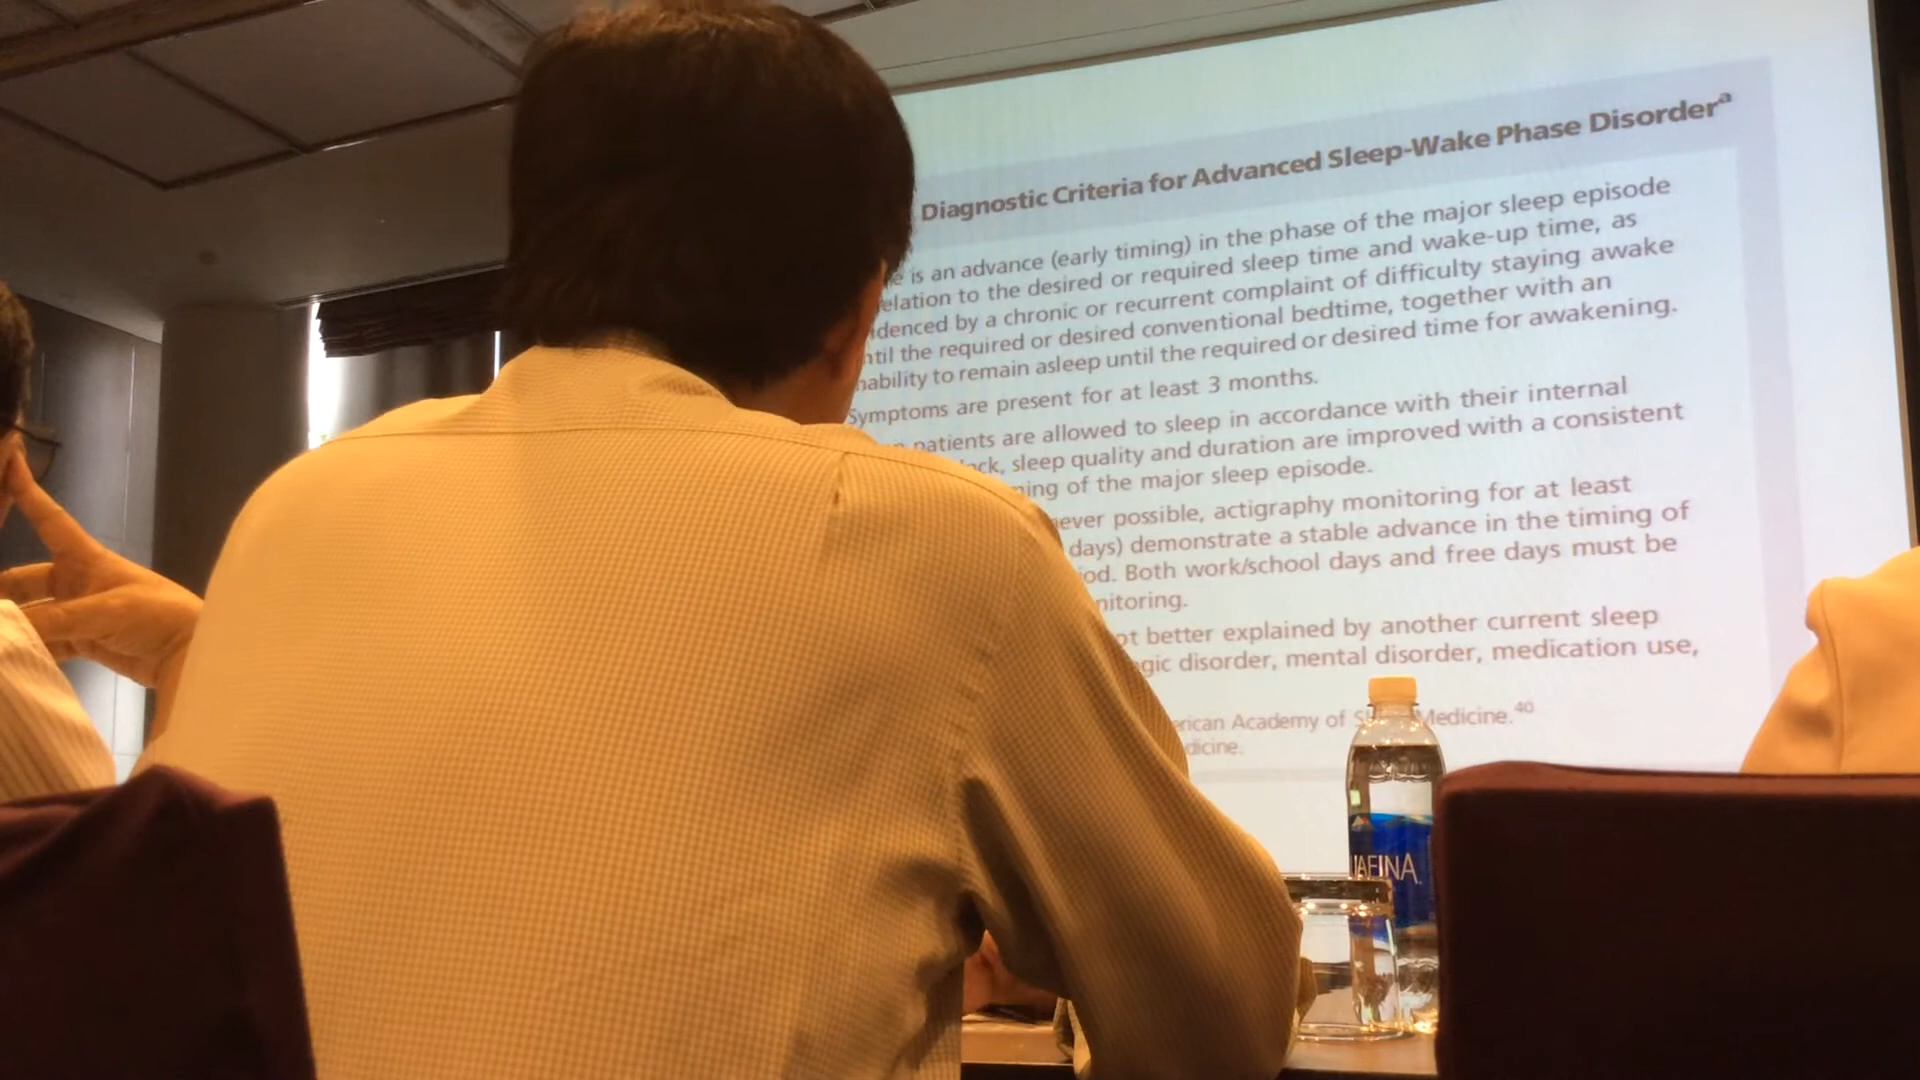 Diagnostic Criteria for Advanced Sleep-Wake Phase Disorderᵃ
is an advance (early timing) in the phase of the major sleep episode
elation to the desired or required sleep time and wake-up time, as
denced by a chronic or recurrent complaint of difficulty staying awake
ntil the required or desired conventional bedtime, together with an
nability to remain asleep until the required or desired time for awakening.
Symptoms are present for at least 3 months.
patients are allowed to sleep in accordance with their internal
ck, sleep quality and duration are improved with a consistent
ning of the major sleep episode.
never possible, actigraphy monitoring for at least
days) demonstrate a stable advance in the timing of
iod. Both work/school days and free days must be
nitoring.
ot better explained by another current sleep
gic disorder, mental disorder, medication use,
erican Academy of S Medicine.⁴⁰
dicine.
UAFINA